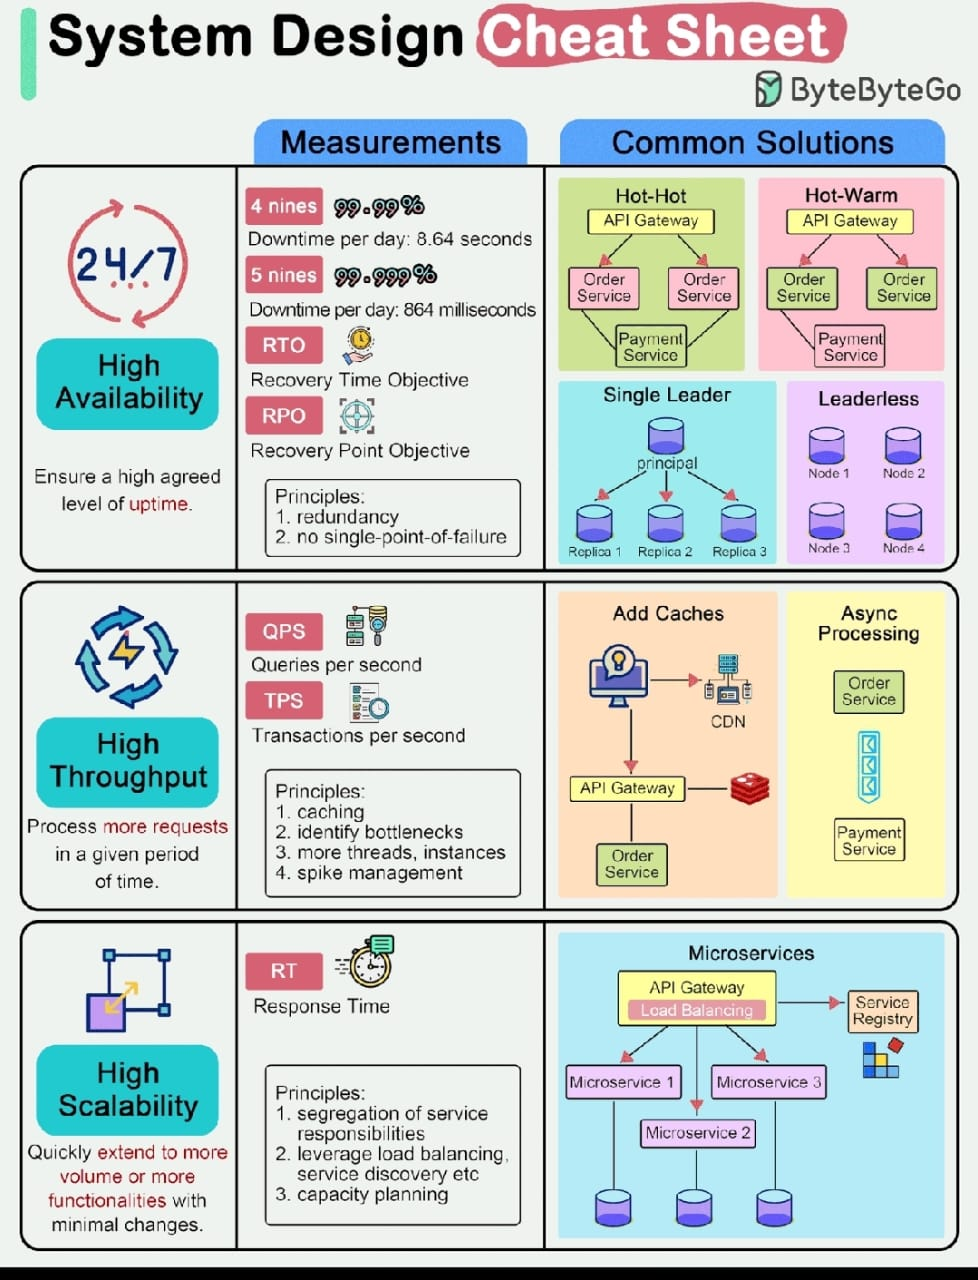 System Design Cheat Sheet
ByteByteGo
Measurements
Common Solutions
24/7
High
Availability
Ensure a high agreed
level of uptime.
4 nines 99.99%
Downtime per day: 8.64 seconds
5 nines 99.999%
Downtime per day: 864 milliseconds
RTO
Recovery Time Objective
RPO
Recovery Point Objective
Principles:
1. redundancy
2. no single-point-of-failure
Hot-Hot
API Gateway
Order
Service
Order
Service
Payment
Service
Hot-Warm
API Gateway
Order
Service
Order
Service
Payment
Service
Single Leader
principal
Replica 1
Replica 2
Replica 3
Leaderless
Node 1
Node 2
Node 3
Node 4
High
Throughput
Process more requests
in a given period
of time.
QPS
Queries per second
TPS
Transactions per second
Principles:
1. caching
2. identify bottlenecks
3. more threads, instances
4. spike management
Add Caches
CDN
API Gateway
Order
Service
Async
Processing
Order
Service
Payment
Service
High
Scalability
Quickly extend to more
volume or more
functionalities with
minimal changes.
RT
Response Time
Principles:
1. segregation of service
responsibilities
2. leverage load balancing,
service discovery etc
3. capacity planning
Microservices
API Gateway
Load Balancing
Service
Registry
Microservice 1
Microservice 3
Microservice 2